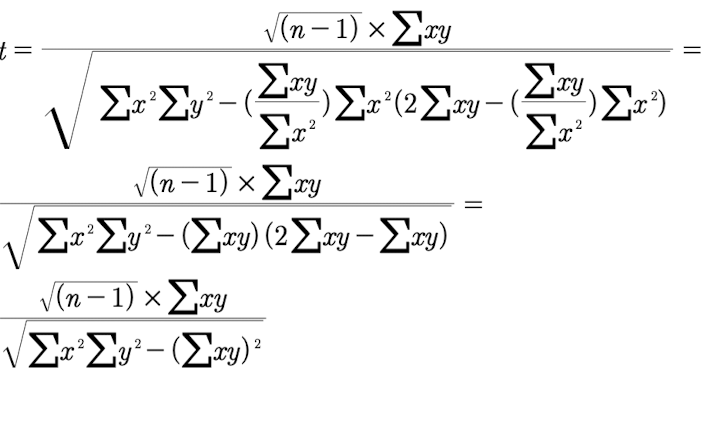 t = √(n − 1) × ∑xy / √(∑x² ∑y² − (∑xy / ∑x²) ∑x² (2∑xy − (∑xy / ∑x²) ∑x²)) =
√(n − 1) × ∑xy / √(∑x² ∑y² − (∑xy) (2∑xy − ∑xy)) =
√(n − 1) × ∑xy / √(∑x² ∑y² − (∑xy)²)